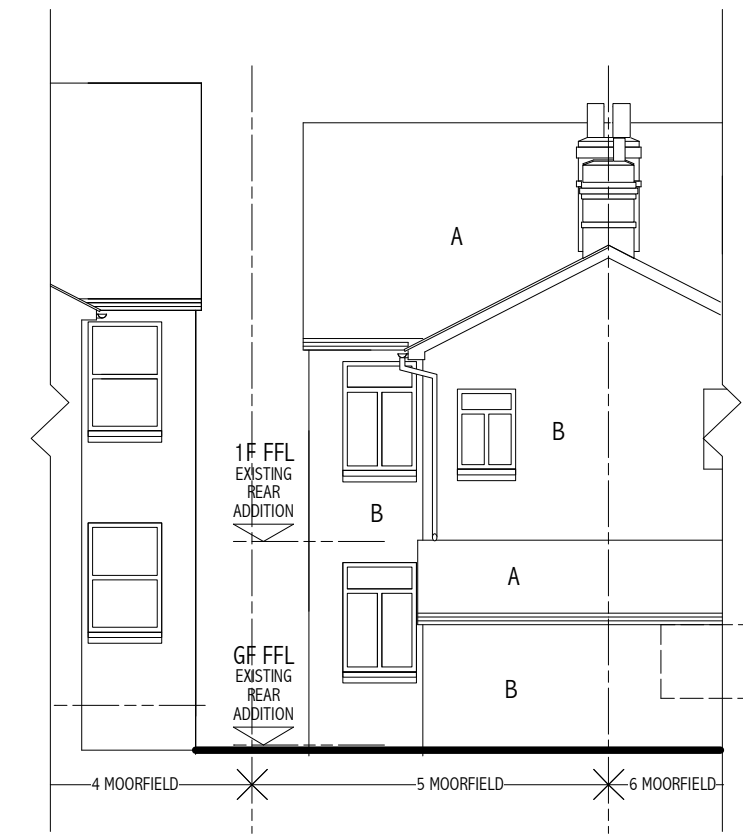 A
B
1F FFL
EXISTING
REAR
ADDITION
B
A
GF FFL
EXISTING
REAR
ADDITION
B
4 MOORFIELD
5 MOORFIELD
6 MOORFIELD